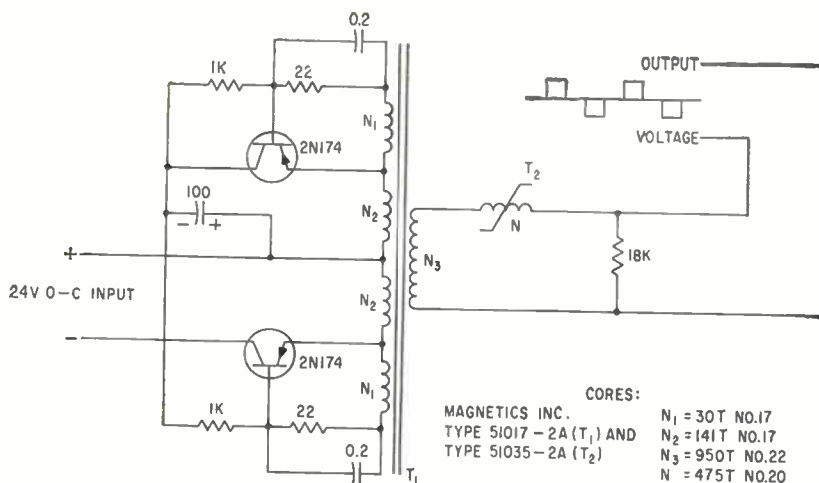 0.2
1K
22
N₁
2N174
N₂
100
- +
+
24V D-C INPUT
-
N₂
2N174
N₁
1K
22
0.2
T₁
OUTPUT
VOLTAGE
T₂
N
N₃
18K
CORES:
MAGNETICS INC.
TYPE 51017-2A (T₁) AND
TYPE 51035-2A (T₂)
N₁ = 30T NO.17
N₂ = 141T NO.17
N₃ = 950T NO.22
N = 475T NO.20